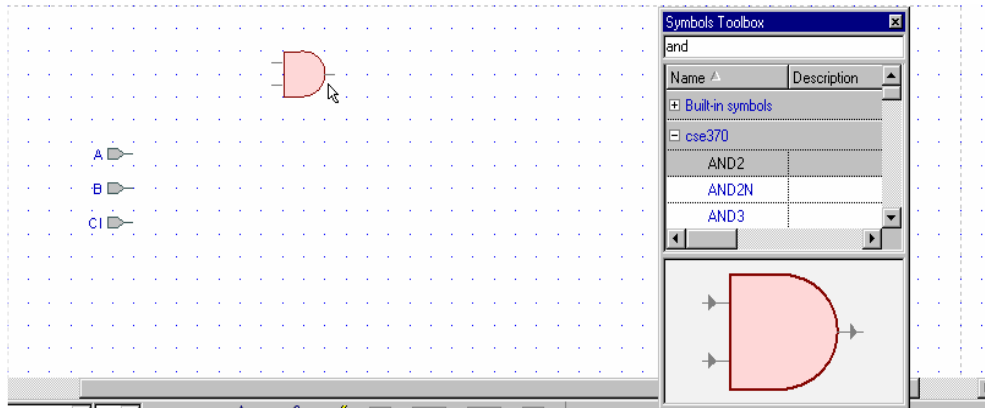 Symbols Toolbox
and
Name Description
Built-in symbols
cse370
AND2
AND2N
AND3
A
B
CI